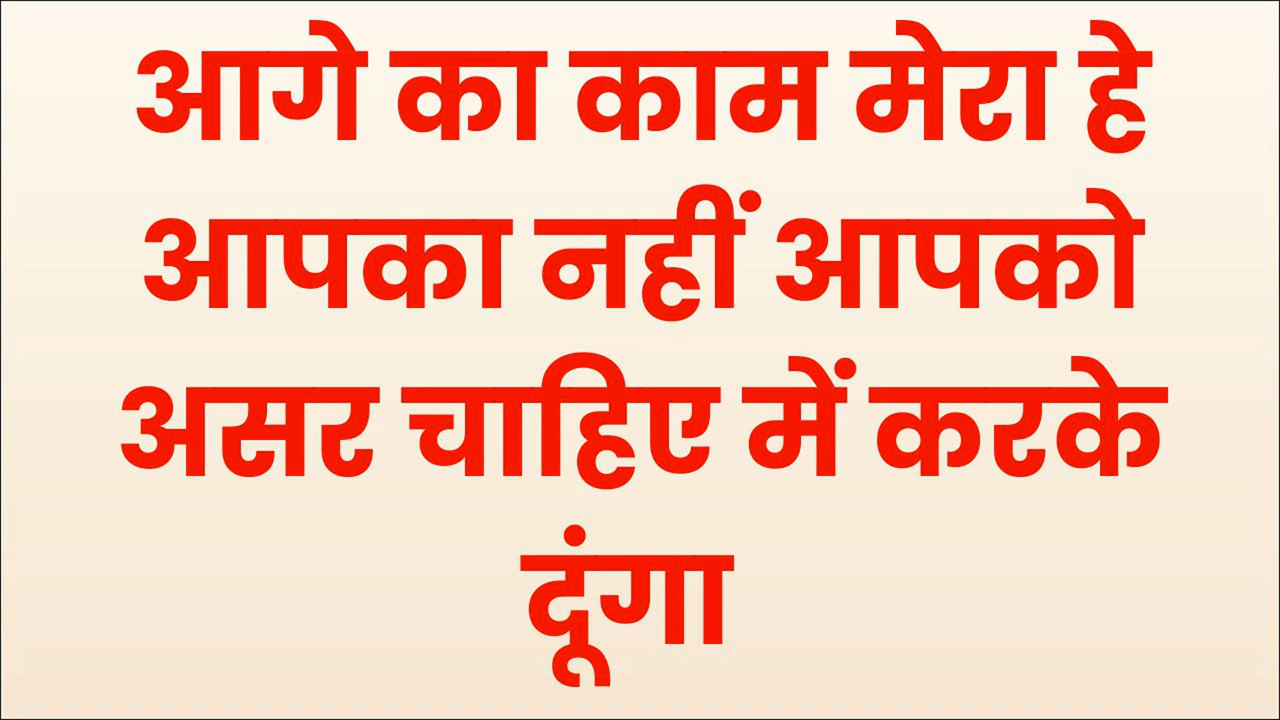 आगे का काम मेरा हे
आपका नहीं आपको
असर चाहिए में करके
दूंगा